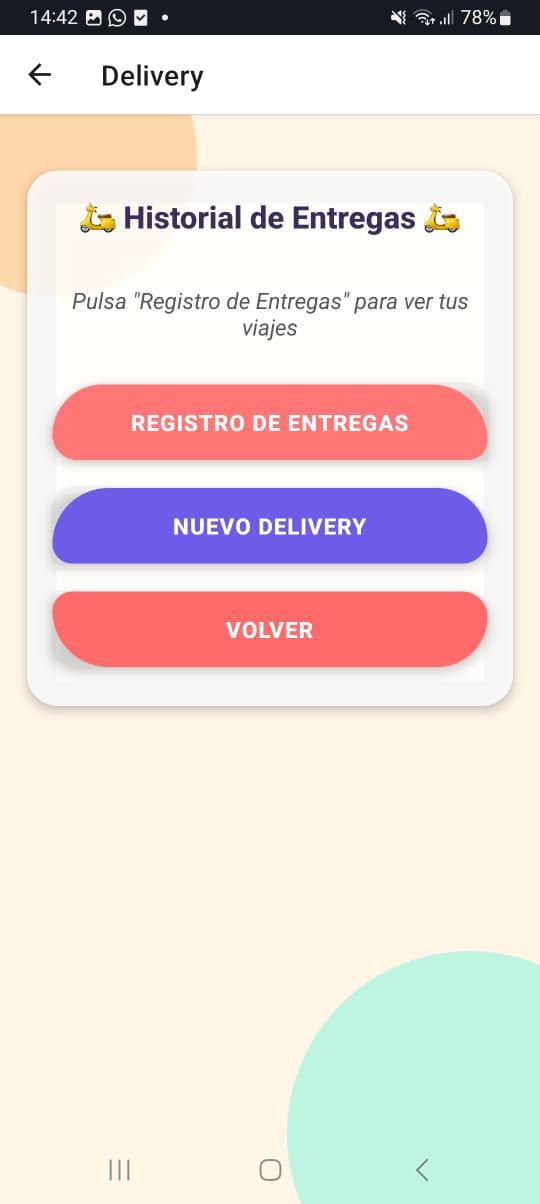 14:42 78%
Delivery
Historial de Entregas
Pulsa "Registro de Entregas" para ver tus
viajes
REGISTRO DE ENTREGAS
NUEVO DELIVERY
VOLVER